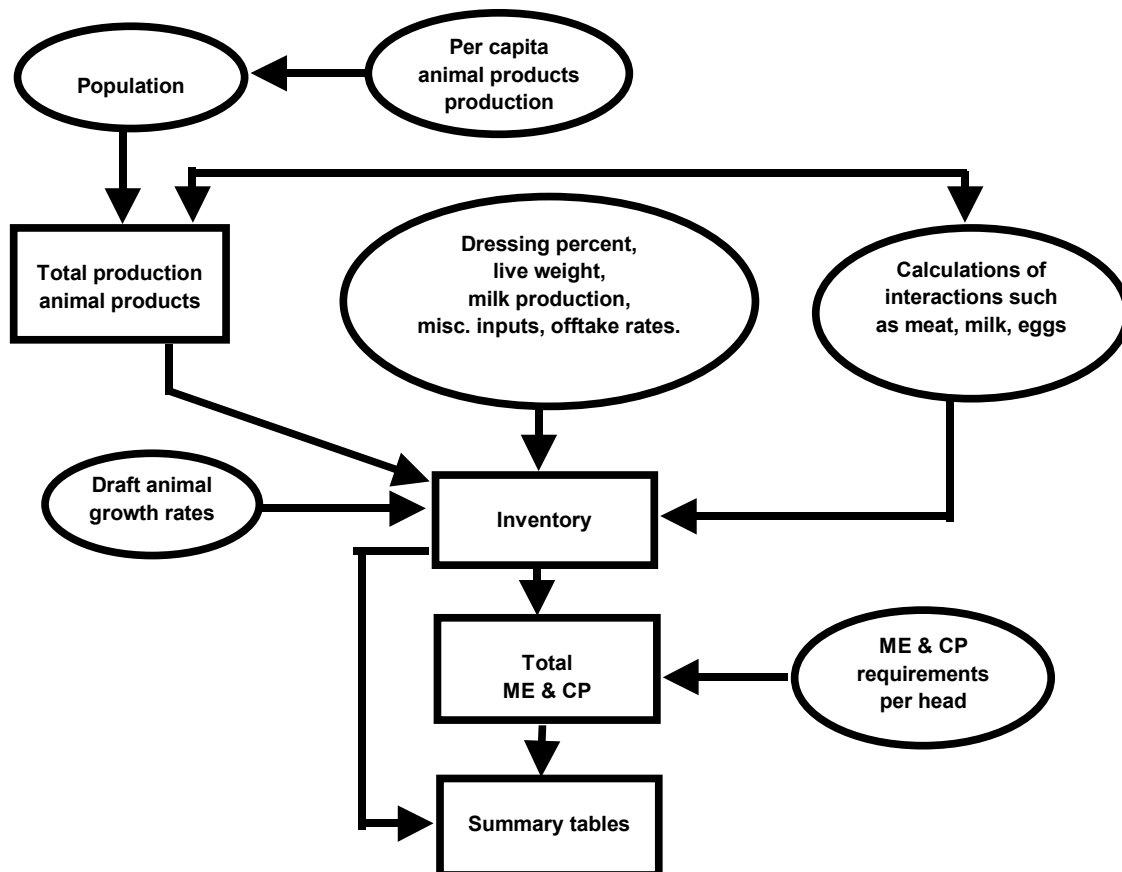 Population
Per capita
animal products
production
Total production
animal products
Dressing percent,
live weight,
milk production,
misc. inputs, offtake rates.
Calculations of
interactions such
as meat, milk, eggs
Draft animal
growth rates
Inventory
Total
ME & CP
ME & CP
requirements
per head
Summary tables